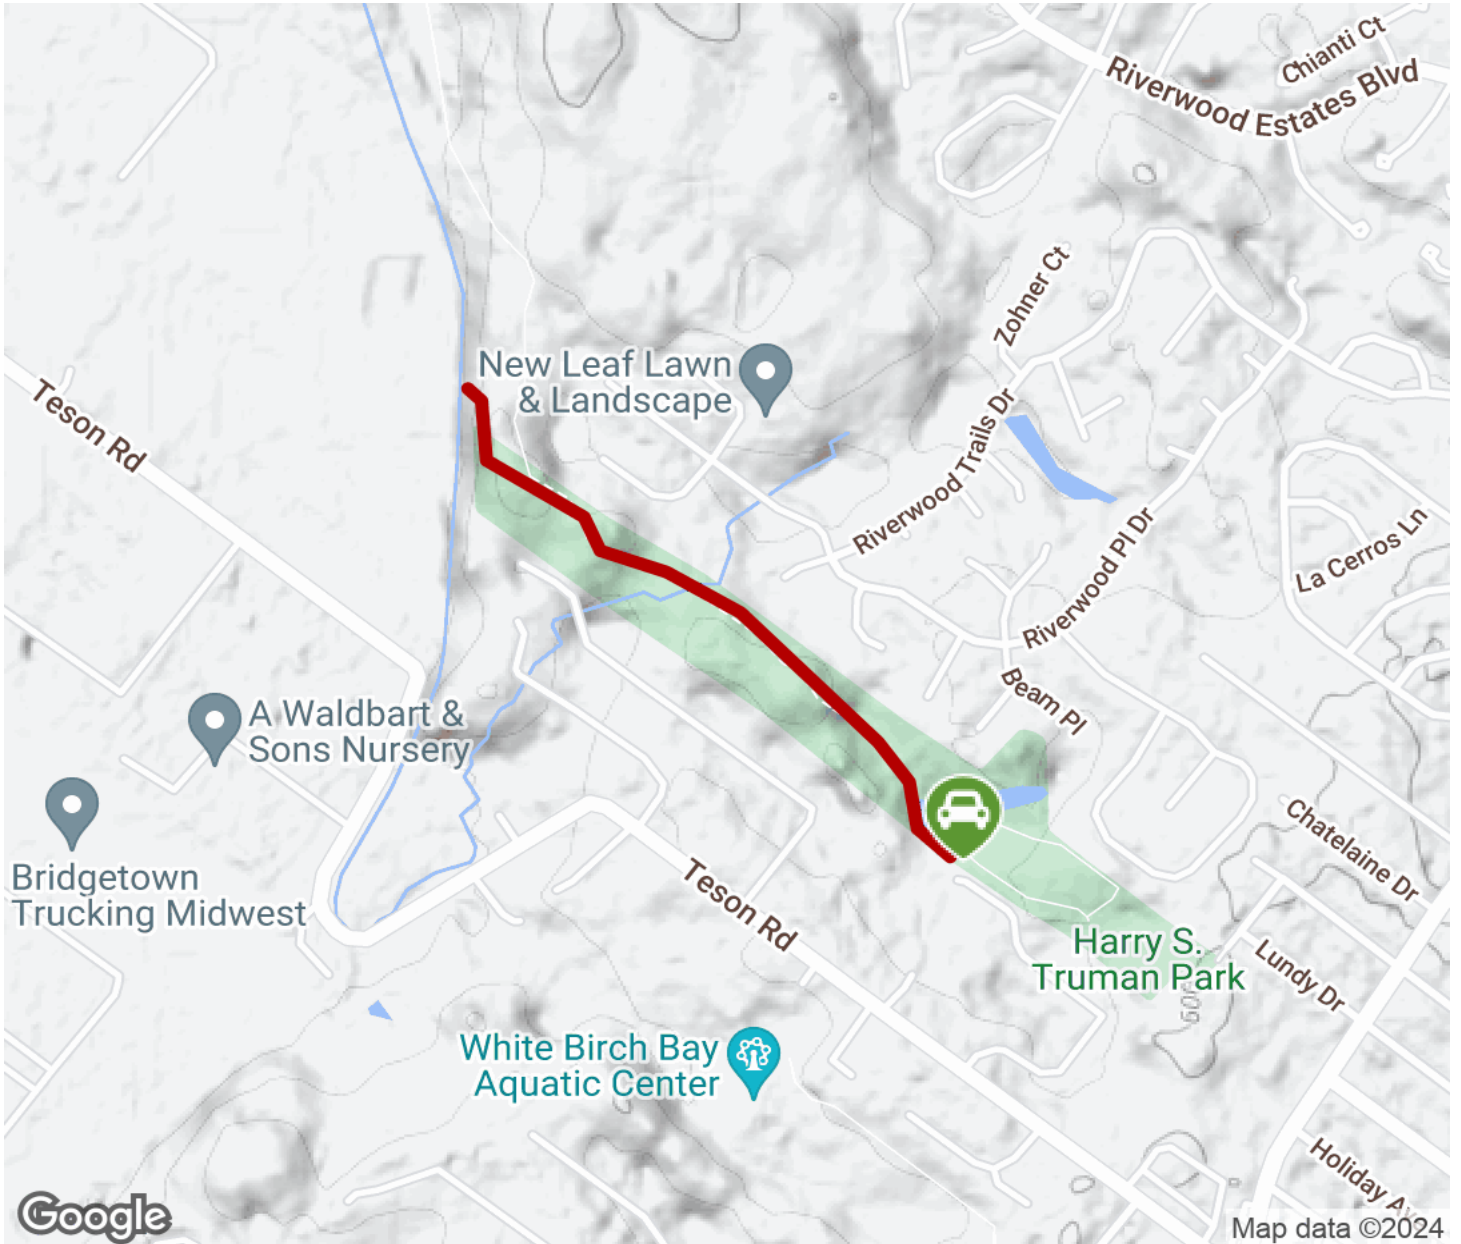 Chianti Ct
Riverwood Estates Blvd
Zohner Ct
New Leaf Lawn
& Landscape
Teson Rd
Riverwood Trails Dr
La Cerros Ln
Riverwood Pl Dr
Beam Pl
A Waldbart &
Sons Nursery
Bridgetown
Trucking Midwest
Chatelaine Dr
Teson Rd
Harry S.
Truman Park
Lundy Dr
White Birch Bay
Aquatic Center
Holiday Av
Google
Map data ©2024